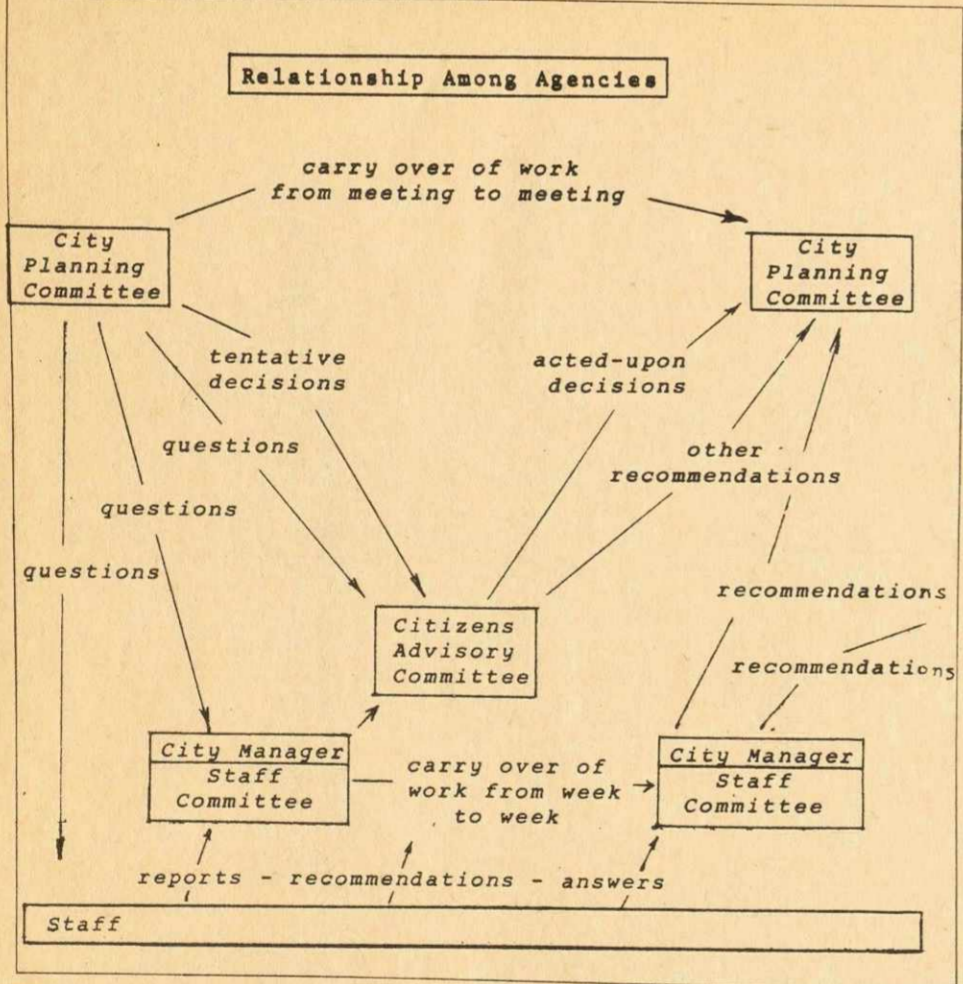 Relationship Among Agencies
carry over of work
from meeting to meeting
City
Planning
Committee
City
Planning
Committee
tentative
decisions
acted-upon
decisions
questions
other
recommendations
questions
questions
recommendations
Citizens
Advisory
Committee
recommendations
City Manager
Staff
Committee
carry over of
work from week
to week
City Manager
Staff
Committee
reports - recommendations - answers
Staff